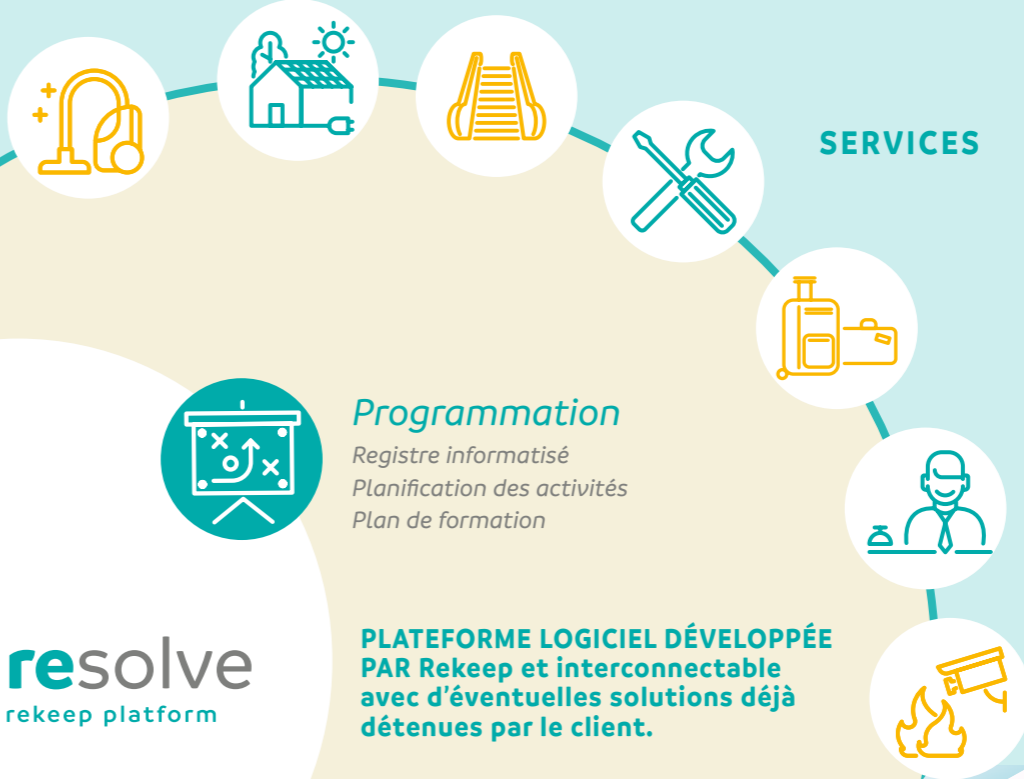 SERVICES
Programmation
Registre informatisé
Planification des activités
Plan de formation
resolve
rekeep platform
PLATEFORME LOGICIEL DÉVELOPPÉE
PAR Rekeep et interconnectable
avec d'éventuelles solutions déjà
détenues par le client.